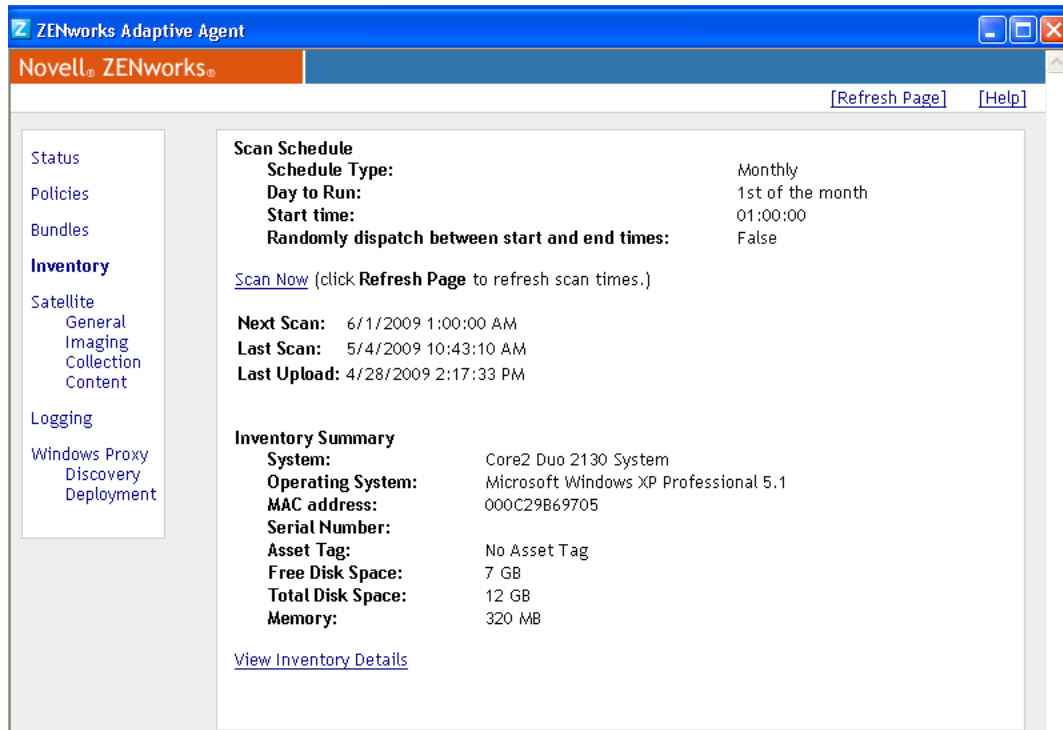 ZENworks Adaptive Agent
Novell® ZENworks®
[Refresh Page] [Help]
Status
Policies
Bundles
Inventory
Satellite
General
Imaging
Collection
Content
Logging
Windows Proxy
Discovery
Deployment
Scan Schedule
Schedule Type: Monthly
Day to Run: 1st of the month
Start time: 01:00:00
Randomly dispatch between start and end times: False
Scan Now (click Refresh Page to refresh scan times.)
Next Scan: 6/1/2009 1:00:00 AM
Last Scan: 5/4/2009 10:43:10 AM
Last Upload: 4/28/2009 2:17:33 PM
Inventory Summary
System: Core2 Duo 2130 System
Operating System: Microsoft Windows XP Professional 5.1
MAC address: 000C29B69705
Serial Number:
Asset Tag: No Asset Tag
Free Disk Space: 7 GB
Total Disk Space: 12 GB
Memory: 320 MB
View Inventory Details